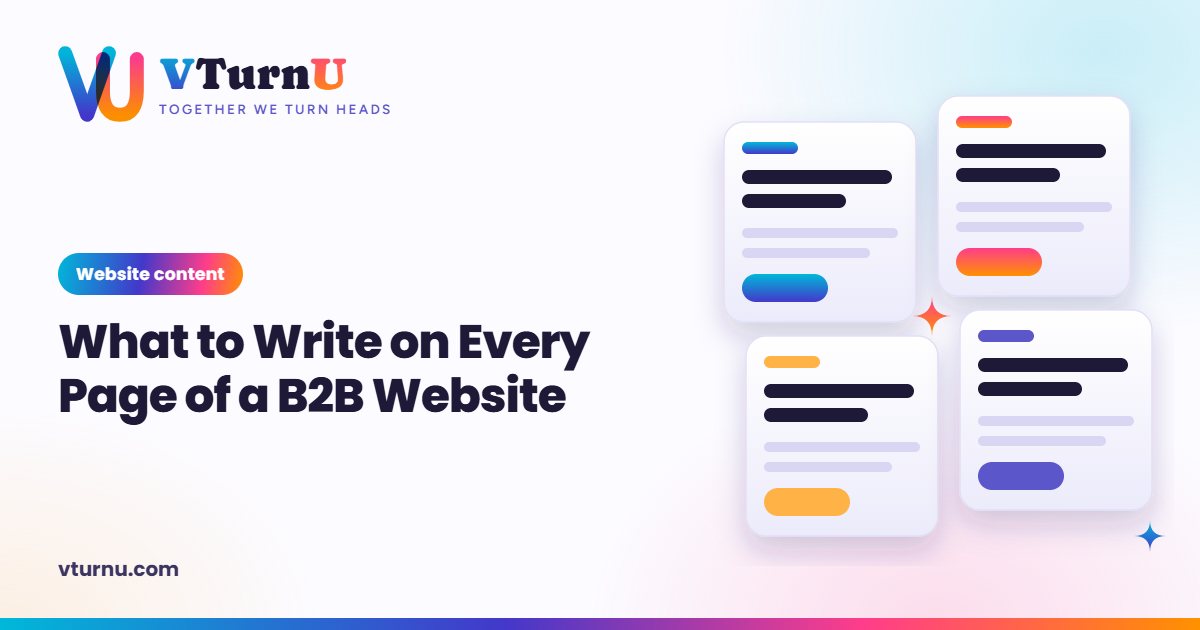 VTurnU
TOGETHER WE TURN HEADS
Website content
What to Write on Every
Page of a B2B Website
vturnu.com